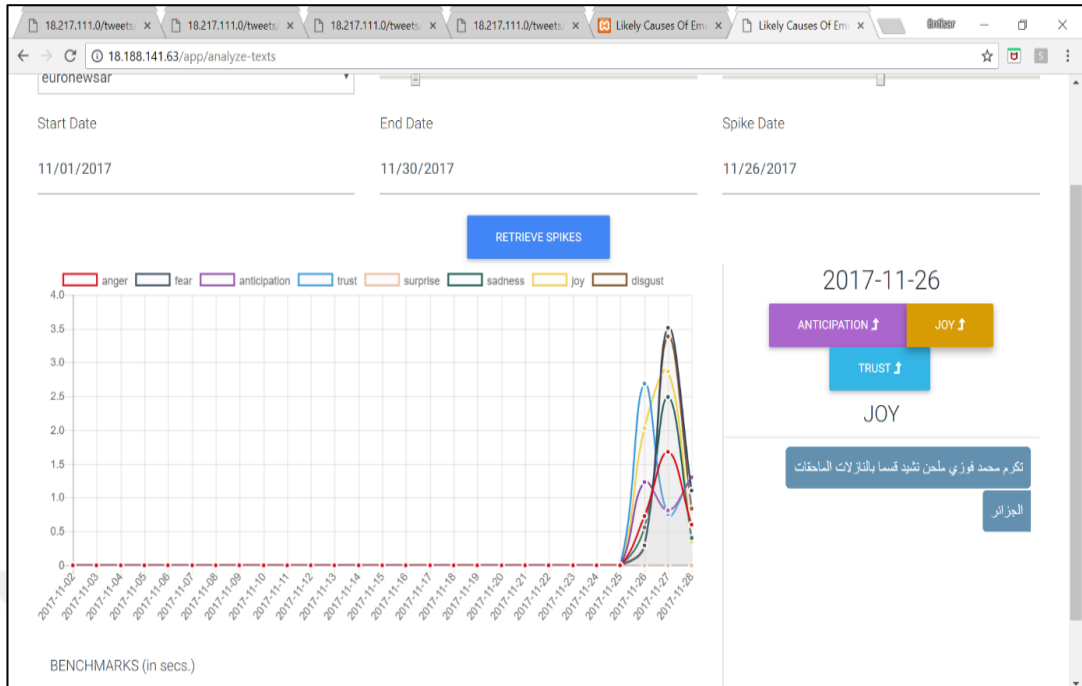 18.217.111.0/tweets/ 18.217.111.0/tweets/ 18.217.111.0/tweets/ 18.217.111.0/tweets/ Likely Causes Of Em Likely Causes Of Em
18.188.141.63/app/analyze-texts
euronewsar
Start Date End Date Spike Date
11/01/2017 11/30/2017 11/26/2017
RETRIEVE SPIKES
anger fear anticipation trust surprise sadness joy disgust
4.0
3.5
3.0
2.5
2.0
1.5
1.0
0.5
0
2017-11-02 2017-11-03 2017-11-04 2017-11-05 2017-11-06 2017-11-07 2017-11-08 2017-11-09 2017-11-10 2017-11-11 2017-11-12 2017-11-13 2017-11-14 2017-11-15 2017-11-16 2017-11-17 2017-11-18 2017-11-19 2017-11-20 2017-11-21 2017-11-22 2017-11-23 2017-11-24 2017-11-25 2017-11-26 2017-11-27 2017-11-28
BENCHMARKS (in secs.)
2017-11-26
ANTICIPATION JOY
TRUST
JOY
تكرم محمد فوزي ملحن نشيد قسما بالنازلات الماحقات
الجزائر